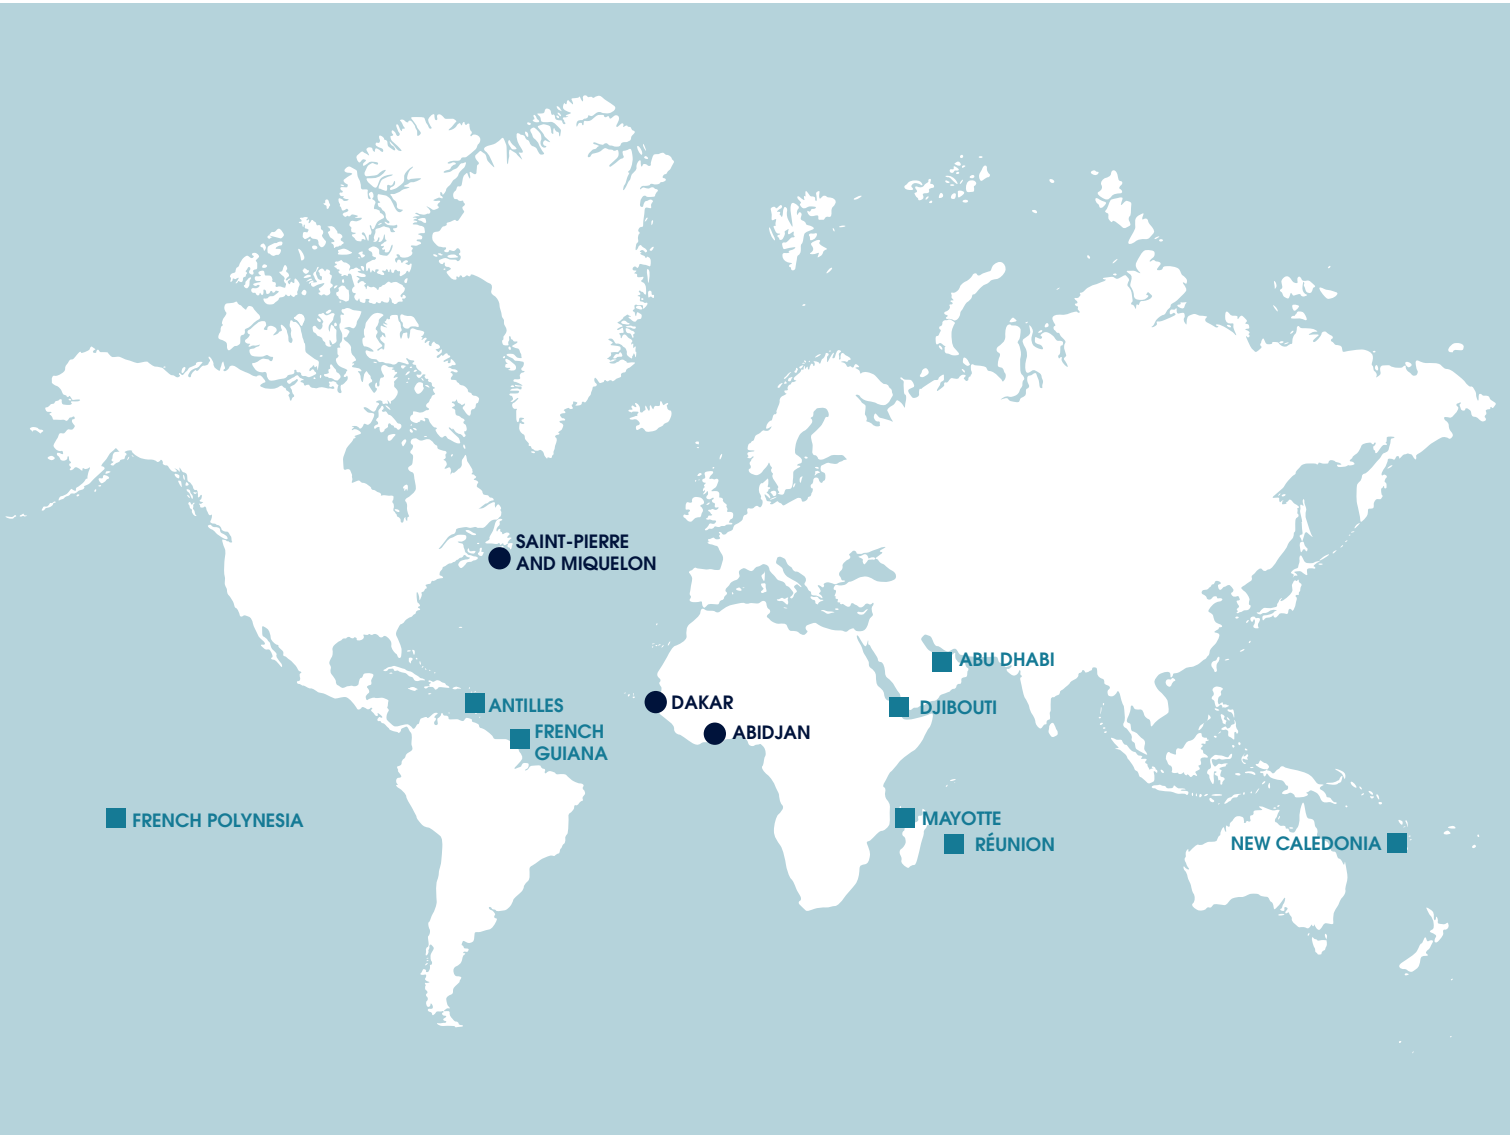 SAINT-PIERRE
AND MIQUELON
ABU DHABI
ANTILLES
DAKAR
DJIBOUTI
FRENCH
GUIANA
ABIDJAN
FRENCH POLYNESIA
MAYOTTE
RÉUNION
NEW CALEDONIA